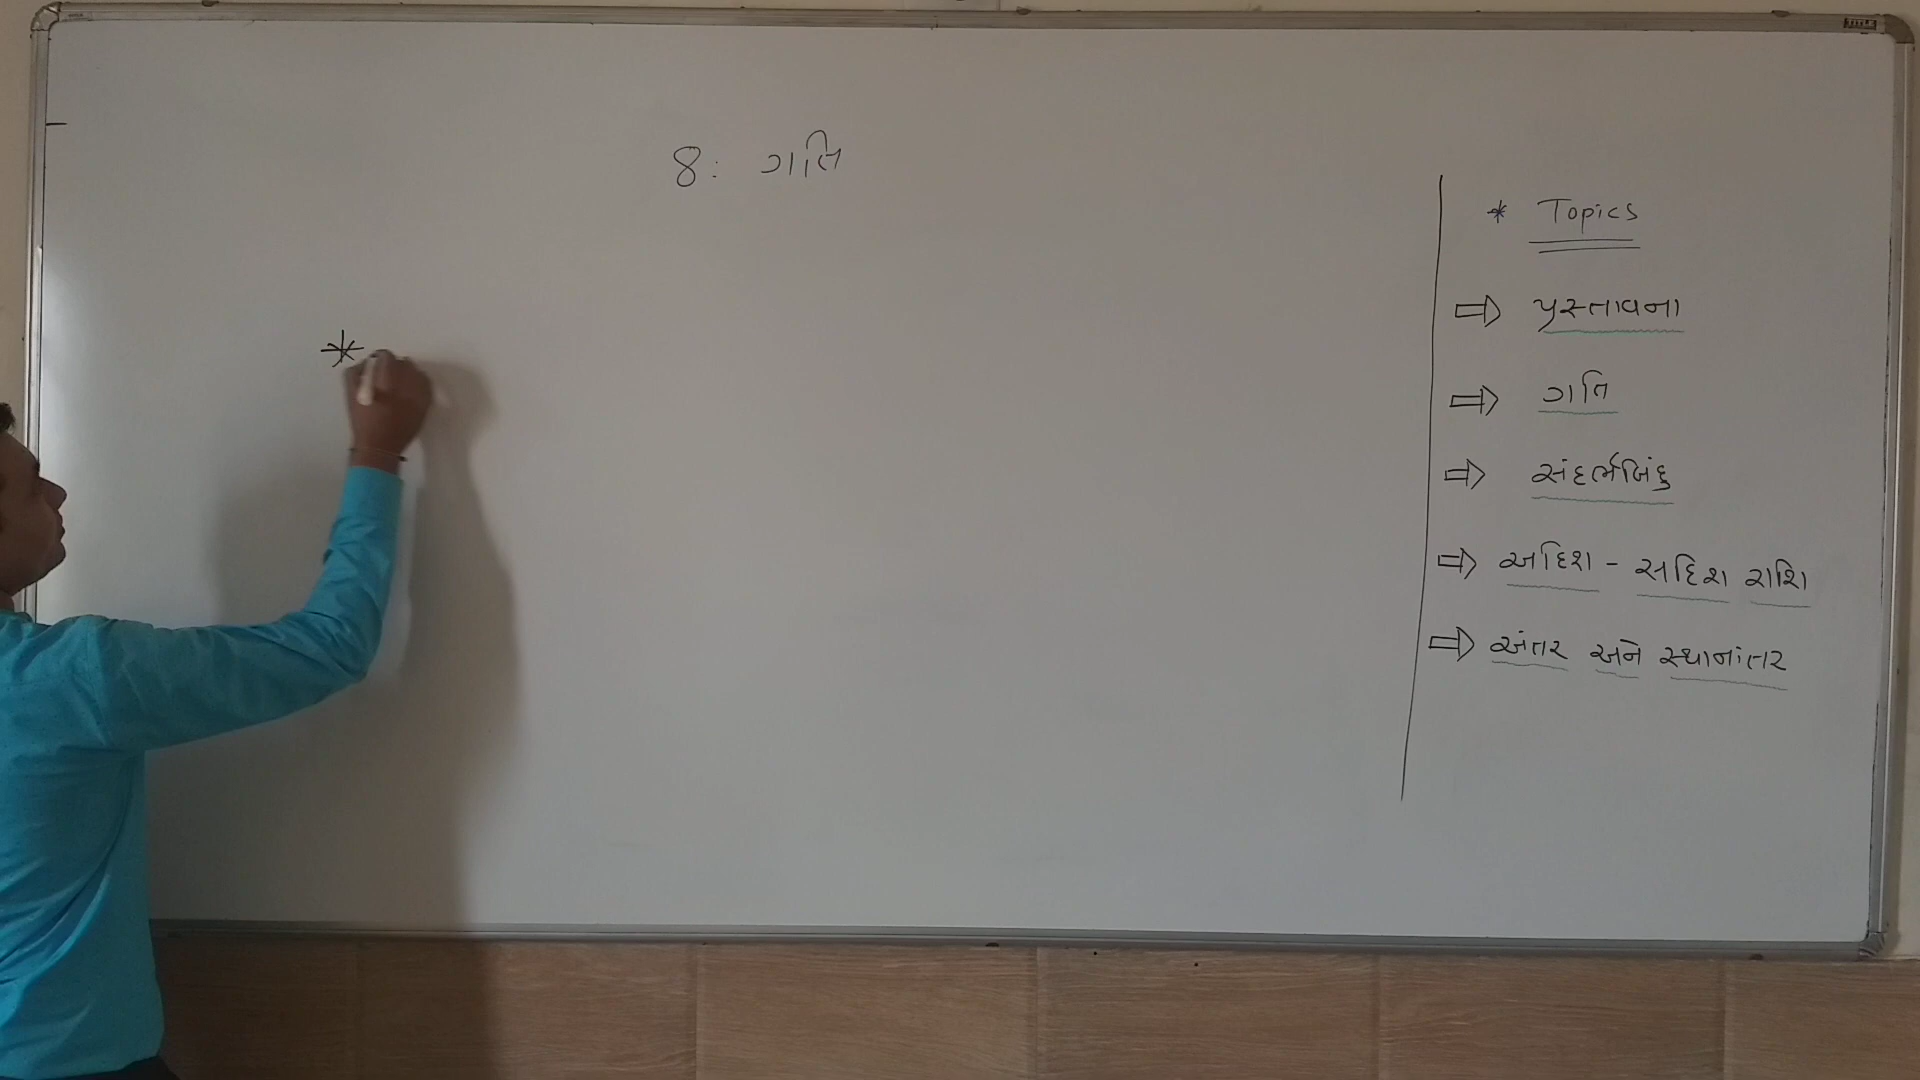 8: ગતિ
* Topics
⇨ પ્રસ્તાવના
⇨ ગતિ
⇨ સંદર્ભબિંદુ
⇨ અદિશ - સદિશ રાશિ
⇨ અંતર અને સ્થાનાંતર
*